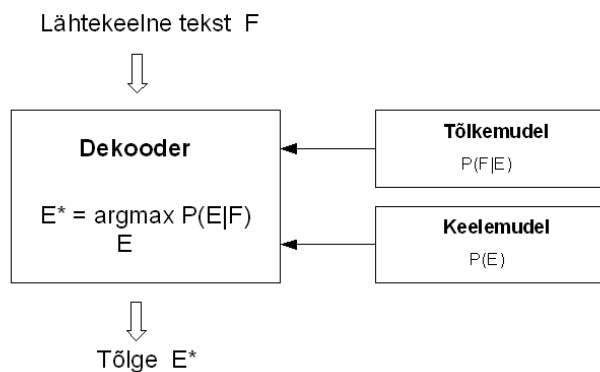 Lähtekeelne tekst F
Dekooder
E* = argmax P(E|F)
E
Tõlkemudel
P(F|E)
Keelemudel
P(E)
Tõlge E*